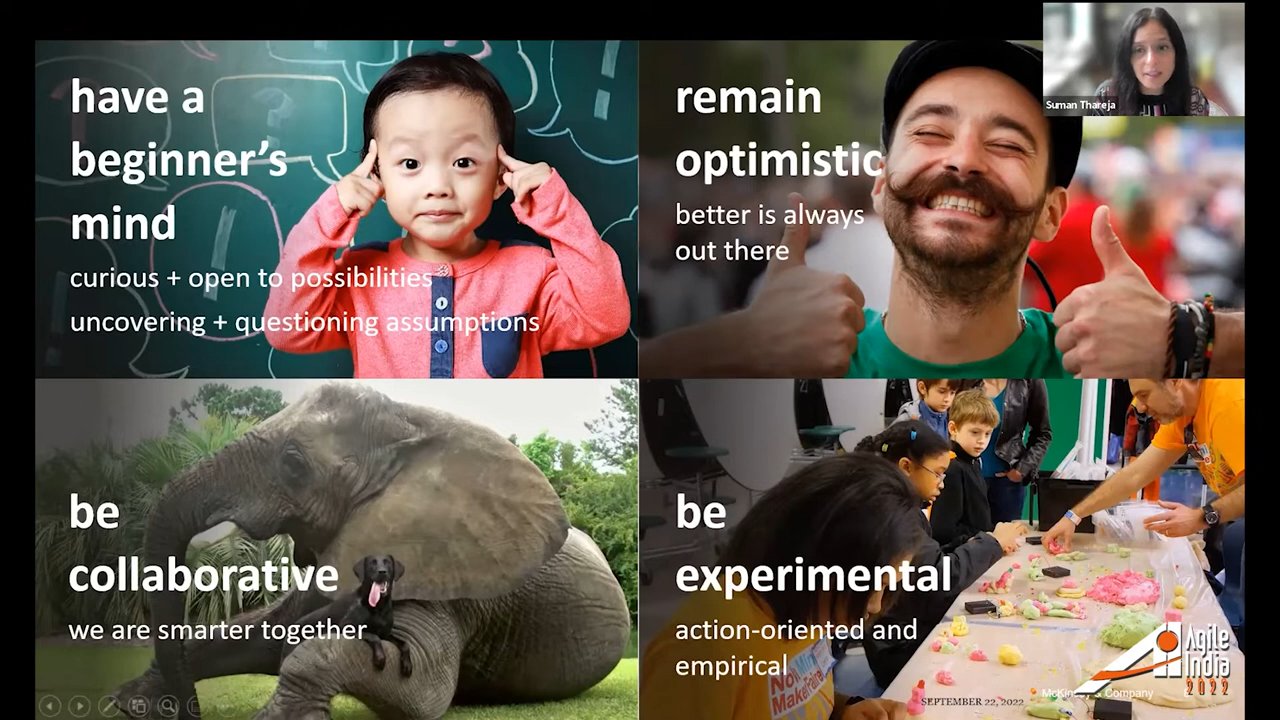 have a
beginner's
mind
curious + open to possibilities
uncovering + questioning assumptions
remain
optimistic
better is always
out there
Suman Thareja
be
collaborative
we are smarter together
be
experimental
action-oriented and
empirical
SEPTEMBER 22, 2022
& Company
Agile
India
2022